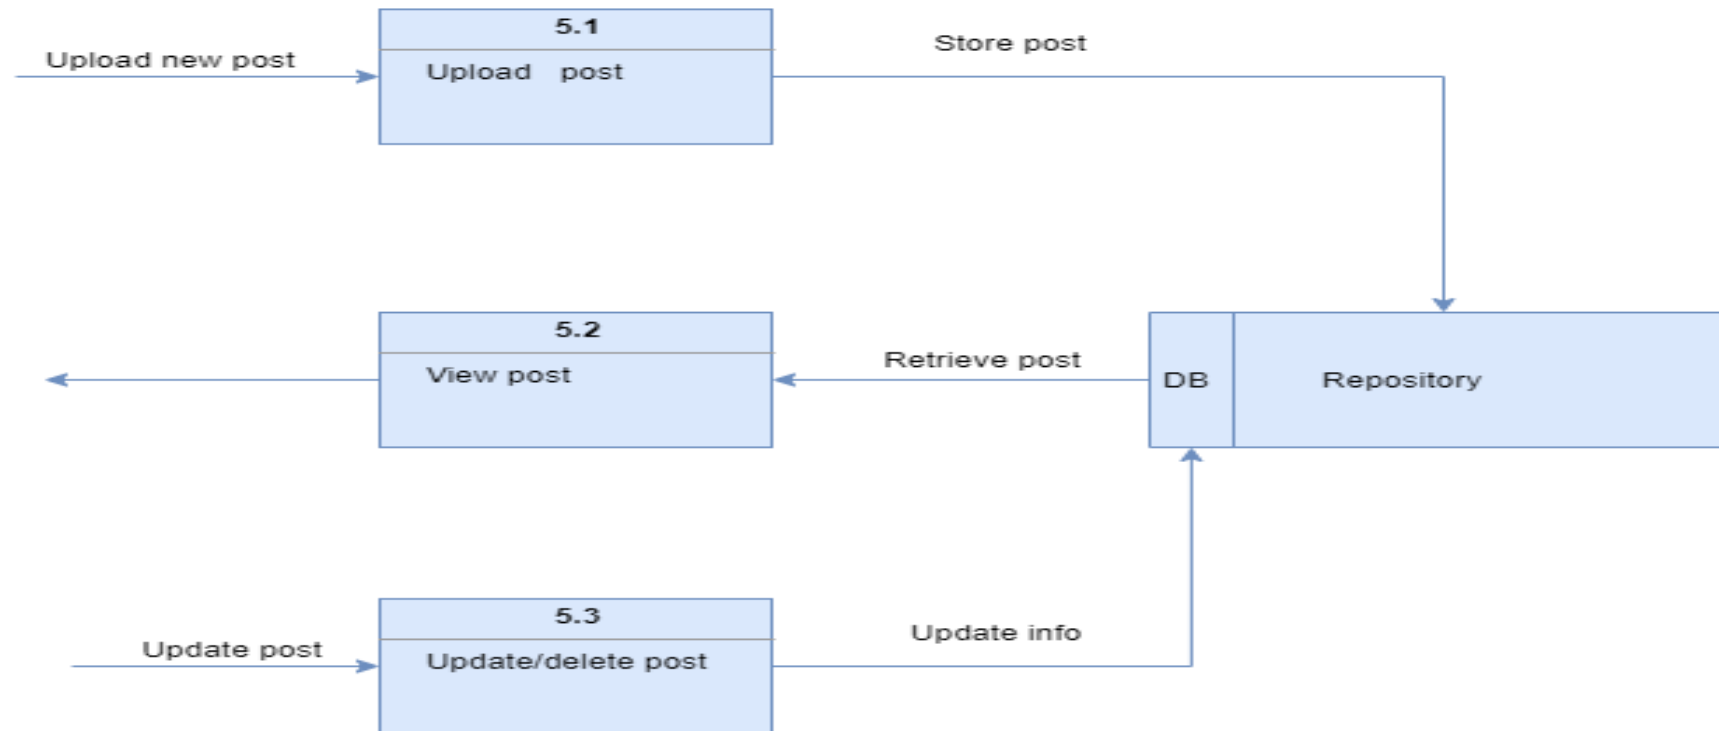 5.1
Upload new post
Upload post
Store post
5.2
View post
Retrieve post
DB
Repository
5.3
Update post
Update/delete post
Update info